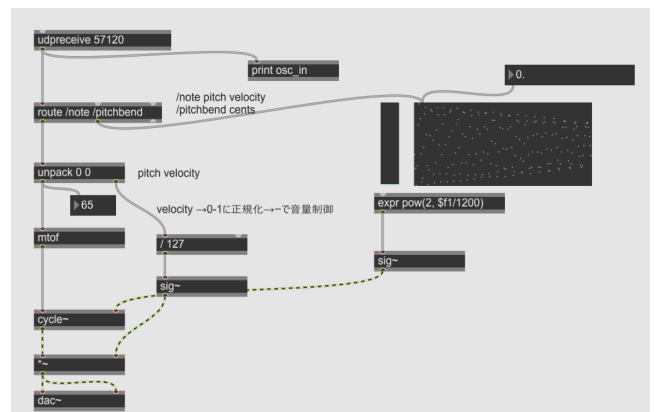 udpreceive 57120
print osc_in
0.
/note pitch velocity
/pitchbend cents
route /note /pitchbend
unpack 0 0
pitch velocity
65
velocity →0-1に正規化→~で音量制御
expr pow(2, $f1/1200)
mtof
/ 127
sig~
sig~
cycle~
*~
dac~